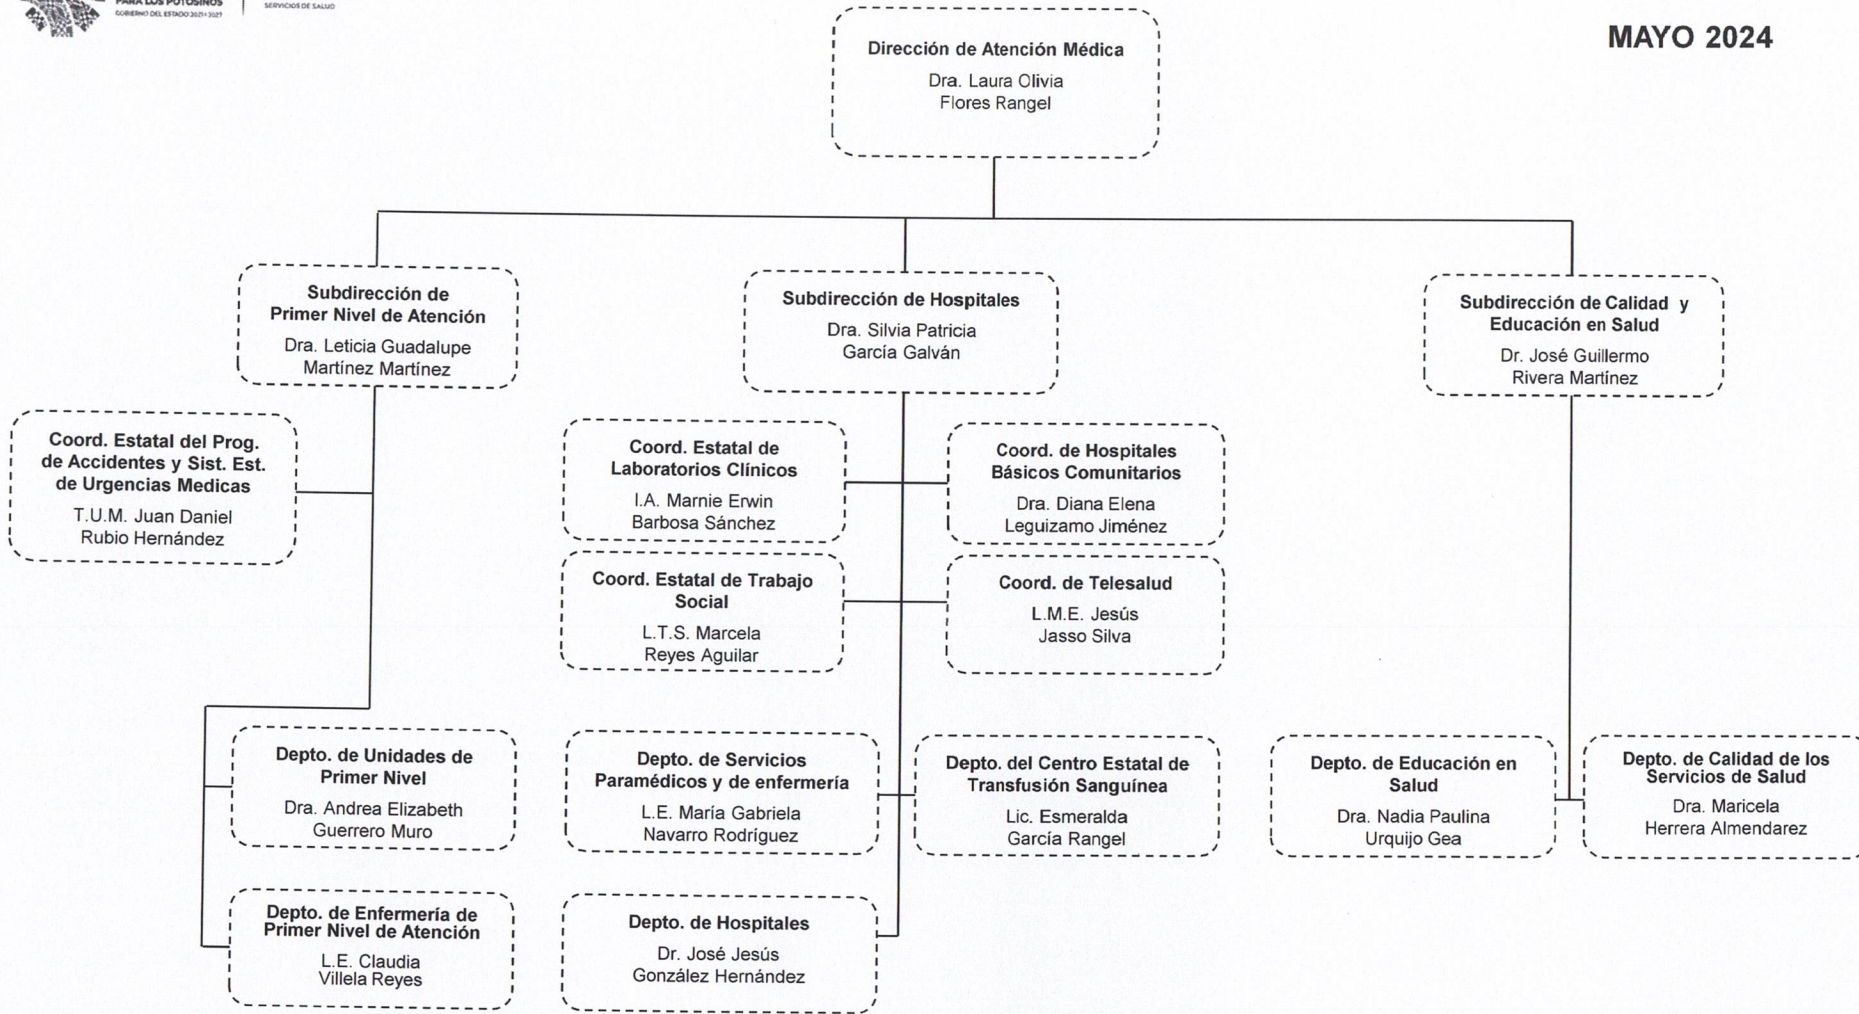 PARA LOS POTOSINOS
GOBIERNO DEL ESTADO 2021-2027
SERVICIOS DE SALUD
MAYO 2024
Dirección de Atención Médica
Dra. Laura Olivia
Flores Rangel
Subdirección de
Primer Nivel de Atención
Dra. Leticia Guadalupe
Martínez Martínez
Subdirección de Hospitales
Dra. Silvia Patricia
García Galván
Subdirección de Calidad y
Educación en Salud
Dr. José Guillermo
Rivera Martínez
Coord. Estatal del Prog.
de Accidentes y Sist. Est.
de Urgencias Medicas
T.U.M. Juan Daniel
Rubio Hernández
Coord. Estatal de
Laboratorios Clínicos
I.A. Marnie Erwin
Barbosa Sánchez
Coord. de Hospitales
Básicos Comunitarios
Dra. Diana Elena
Leguizamo Jiménez
Coord. Estatal de Trabajo
Social
L.T.S. Marcela
Reyes Aguilar
Coord. de Telesalud
L.M.E. Jesús
Jasso Silva
Depto. de Unidades de
Primer Nivel
Dra. Andrea Elizabeth
Guerrero Muro
Depto. de Servicios
Paramédicos y de enfermería
L.E. María Gabriela
Navarro Rodríguez
Depto. del Centro Estatal de
Transfusión Sanguínea
Lic. Esmeralda
García Rangel
Depto. de Educación en
Salud
Dra. Nadia Paulina
Urquijo Gea
Depto. de Calidad de los
Servicios de Salud
Dra. Maricela
Herrera Almendarez
Depto. de Enfermería de
Primer Nivel de Atención
L.E. Claudia
Villela Reyes
Depto. de Hospitales
Dr. José Jesús
González Hernández